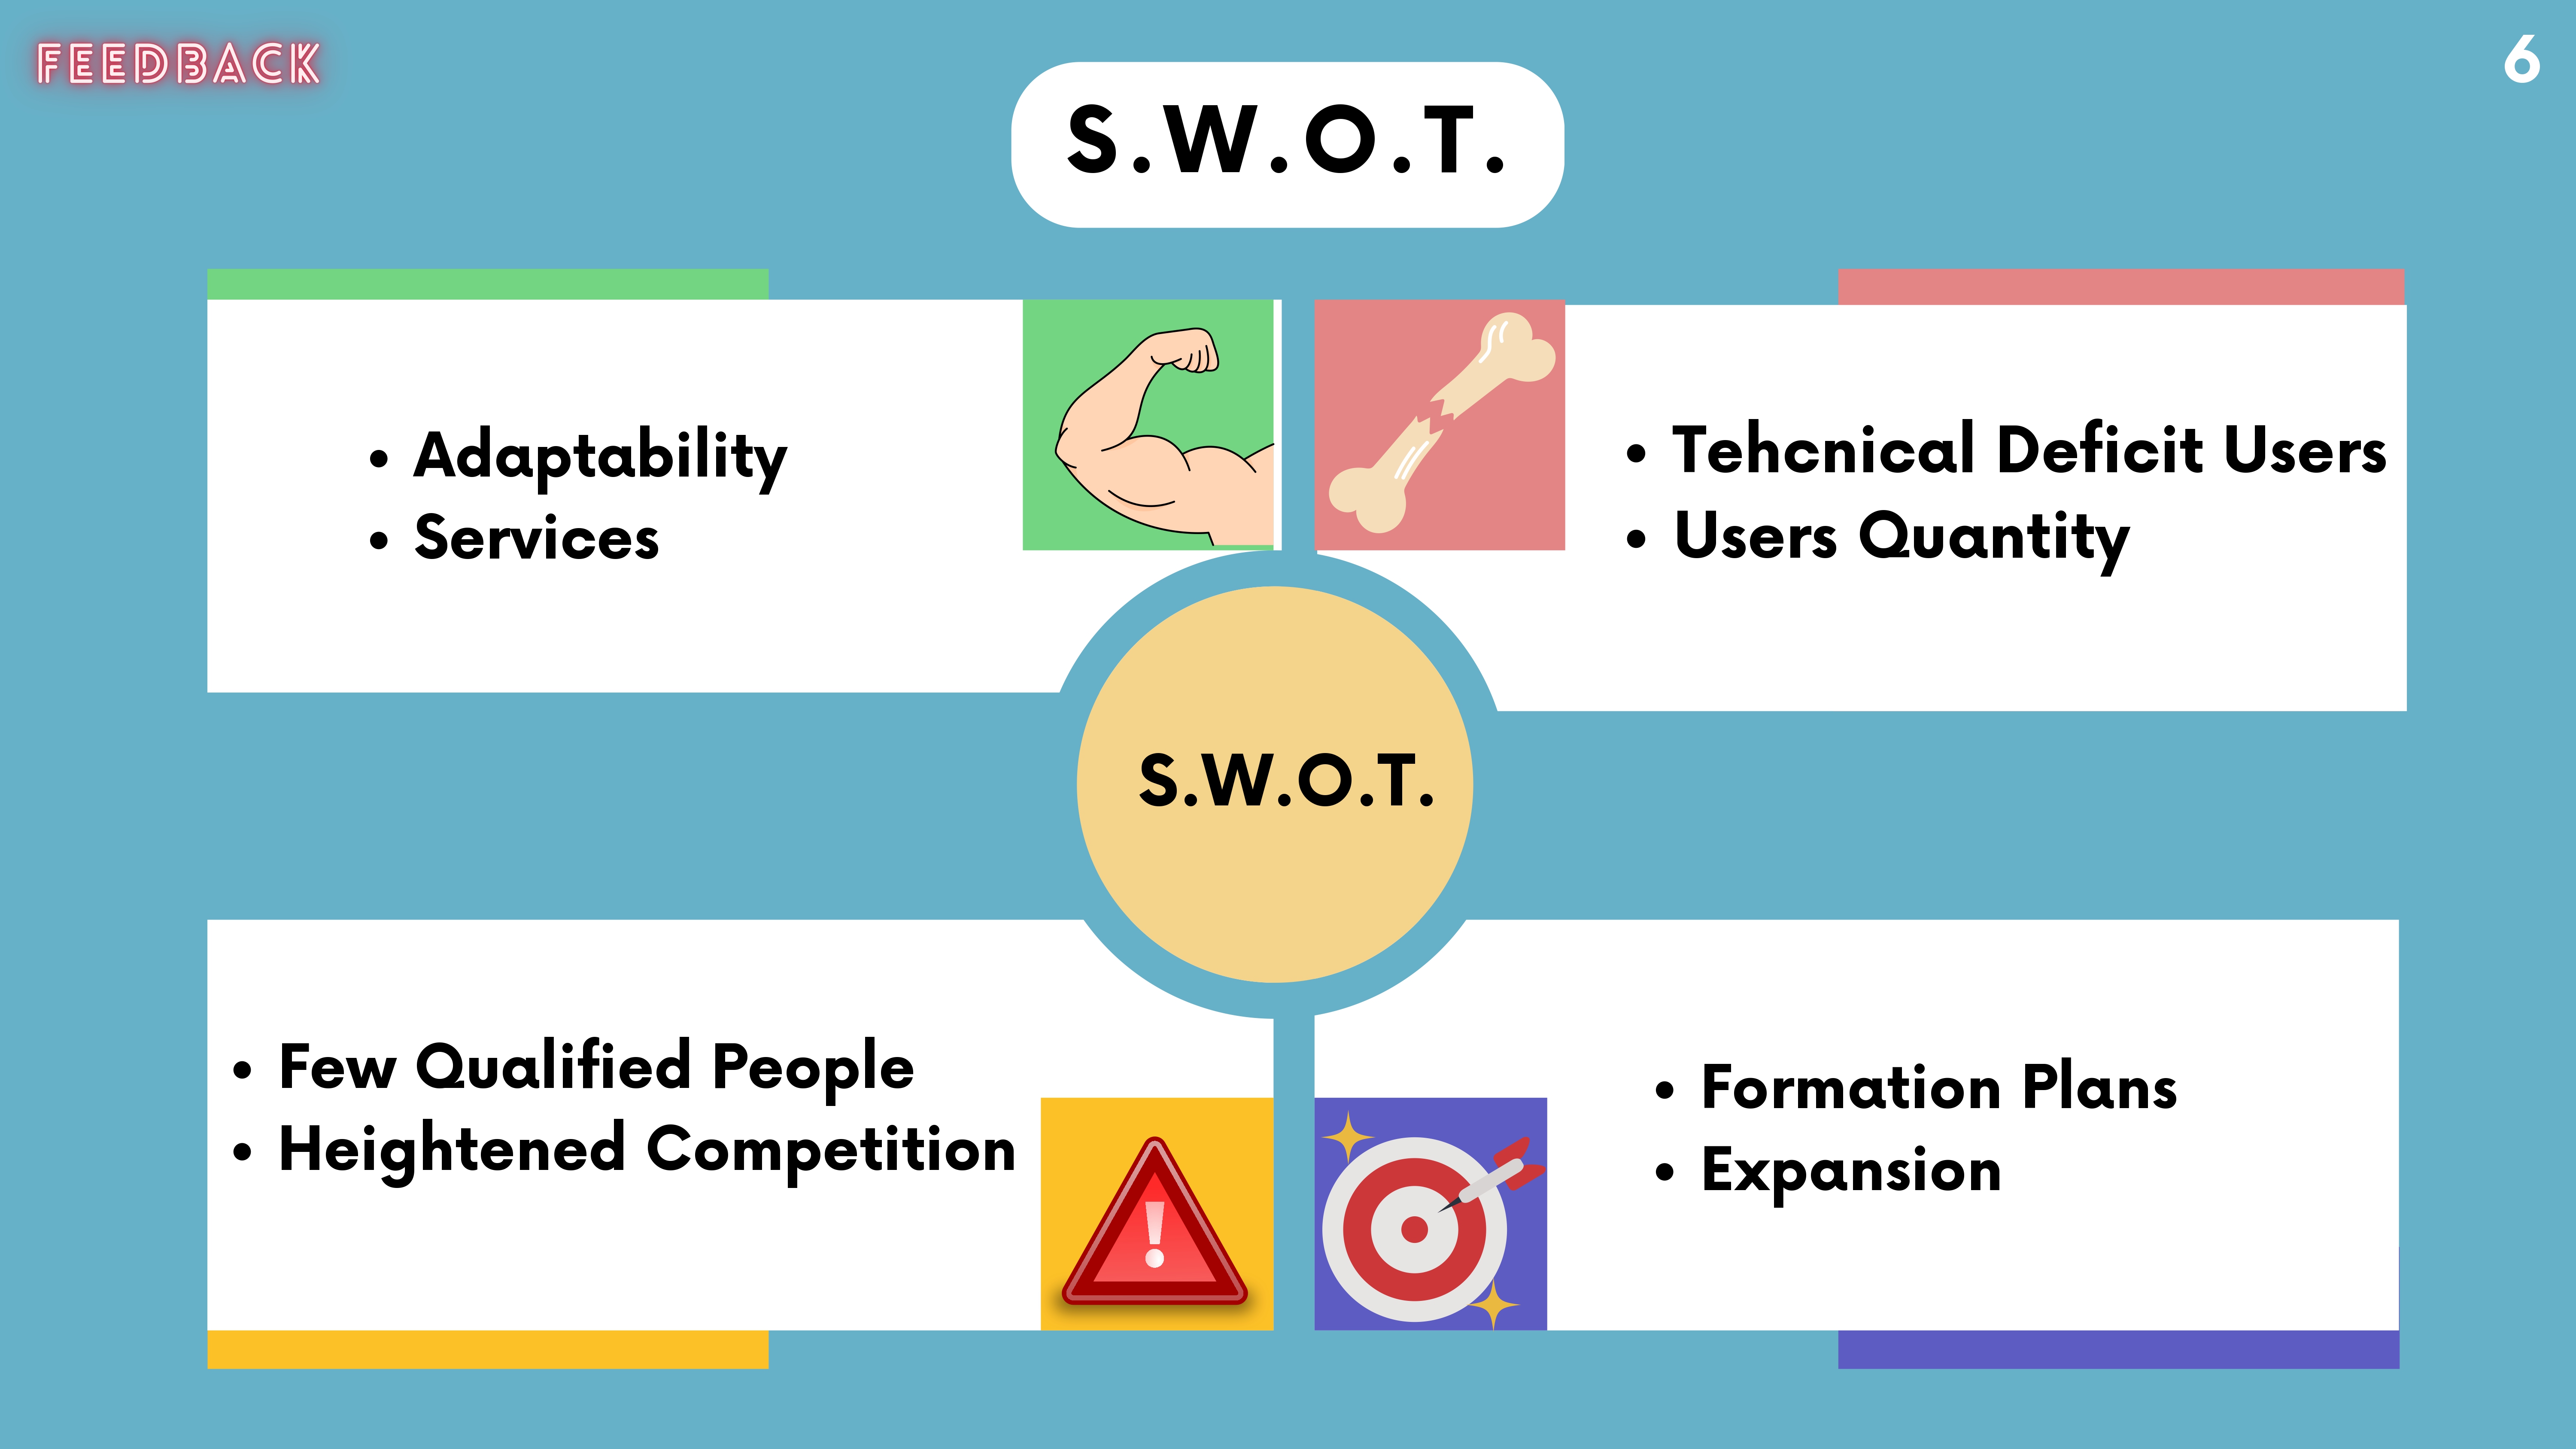 FEEDBACK
6
S.W.O.T.
• Adaptability
• Services
• Tehcnical Deficit Users
• Users Quantity
S.W.O.T.
• Few Qualified People
• Heightened Competition
• Formation Plans
• Expansion